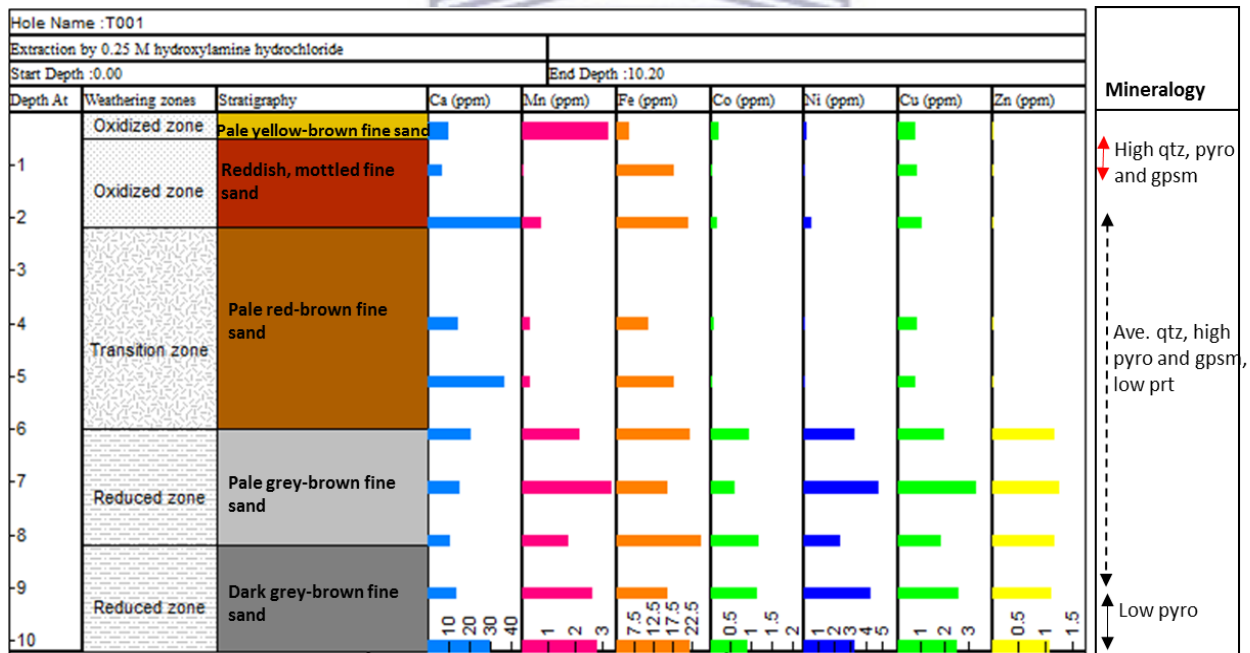 Hole Name :T001
Extraction by 0.25 M hydroxylamine hydrochloride
Start Depth :0.00
End Depth :10.20
Depth At
Weathering zones
Stratigraphy
Ca (ppm)
Mn (ppm)
Fe (ppm)
Co (ppm)
Ni (ppm)
Cu (ppm)
Zn (ppm)
Mineralogy
Oxidized zone
Pale yellow-brown fine sand
-1
Oxidized zone
Reddish, mottled fine
sand
High qtz, pyro
and gpsm
-2
-3
Pale red-brown fine
sand
-4
Transition zone
Ave. qtz, high
pyro and gpsm,
low prt
-5
-6
-7
Reduced zone
Pale grey-brown fine
sand
-8
-9
Reduced zone
Dark grey-brown fine
sand
Low pyro
-10
10 20 30 40
1 2 3
7.5 12.5 17.5 22.5
0.5 1 1.5 2
1 2 3 4 5
1 2 3
0.5 1 1.5